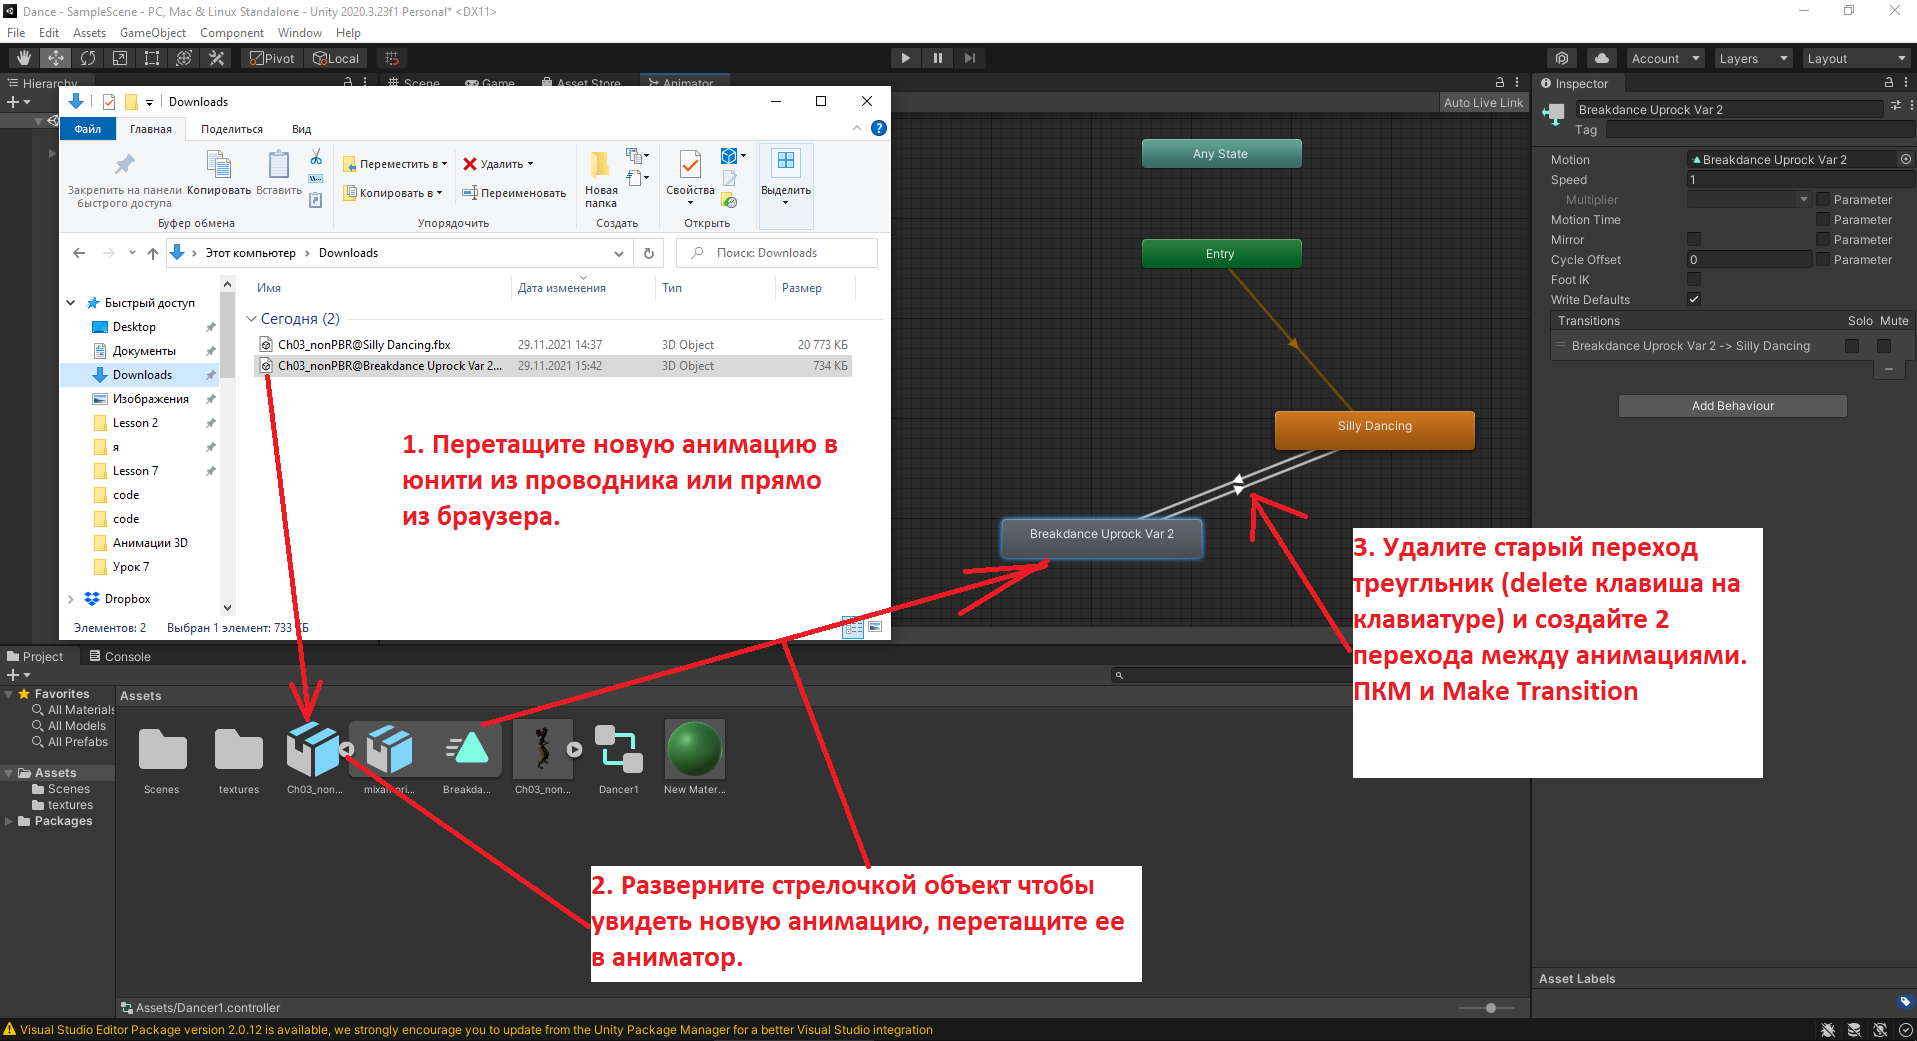 Dance - SampleScene - PC, Mac & Linux Standalone - Unity 2020.3.23f1 Personal* <DX11>
File Edit Assets GameObject Component Window Help
Pivot Local Account Layers Layout
Hierarchy Scene Game Asset Store Animator Inspector
Downloads
Файл Главная Поделиться Вид
Закрепить на панели быстрого доступа
Копировать
Вставить
Буфер обмена
Переместить в
Копировать в
Удалить
Переименовать
Упорядочить
Новая папка
Создать
Свойства
Открыть
Выделить
Этот компьютер > Downloads
Поиск: Downloads
Имя Дата изменения Тип Размер
Сегодня (2)
Ch03_nonPBR@Silly Dancing.fbx 29.11.2021 14:37 3D Object 20 773 КБ
Ch03_nonPBR@Breakdance Uprock Var 2... 29.11.2021 15:42 3D Object 734 КБ
Быстрый доступ
Desktop
Документы
Downloads
Изображения
Lesson 2
я
Lesson 7
code
code
Анимации 3D
Урок 7
Dropbox
Элементов: 2 Выбран 1 элемент: 733 КБ
1. Перетащите новую анимацию в
юнити из проводника или прямо
из браузера.
Auto Live Link
Any State
Entry
Silly Dancing
Breakdance Uprock Var 2
Breakdance Uprock Var 2
Tag
Motion Breakdance Uprock Var 2
Speed 1
Multiplier Parameter
Motion Time Parameter
Mirror Parameter
Cycle Offset 0 Parameter
Foot IK
Write Defaults
Transitions Solo Mute
Breakdance Uprock Var 2 -> Silly Dancing
Add Behaviour
3. Удалите старый переход
треугльник (delete клавиша на
клавиатуре) и создайте 2
перехода между анимациями.
ПКМ и Make Transition
Project Console
Favorites
All Materials
All Models
All Prefabs
Assets
Scenes
textures
Packages
Assets
Scenes textures Ch03_non... mixamori... Breakda... Ch03_non... Dancer1 New Mater...
2. Разверните стрелочкой объект чтобы
увидеть новую анимацию, перетащите ее
в аниматор.
Asset Labels
Assets/Dancer1.controller
Visual Studio Editor Package version 2.0.12 is available, we strongly encourage you to update from the Unity Package Manager for a better Visual Studio integration